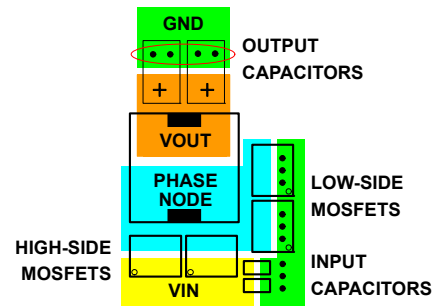 GND
OUTPUT
CAPACITORS
+ +
VOUT
PHASE
NODE
LOW-SIDE
MOSFETS
HIGH-SIDE
MOSFETS
INPUT
CAPACITORS
VIN